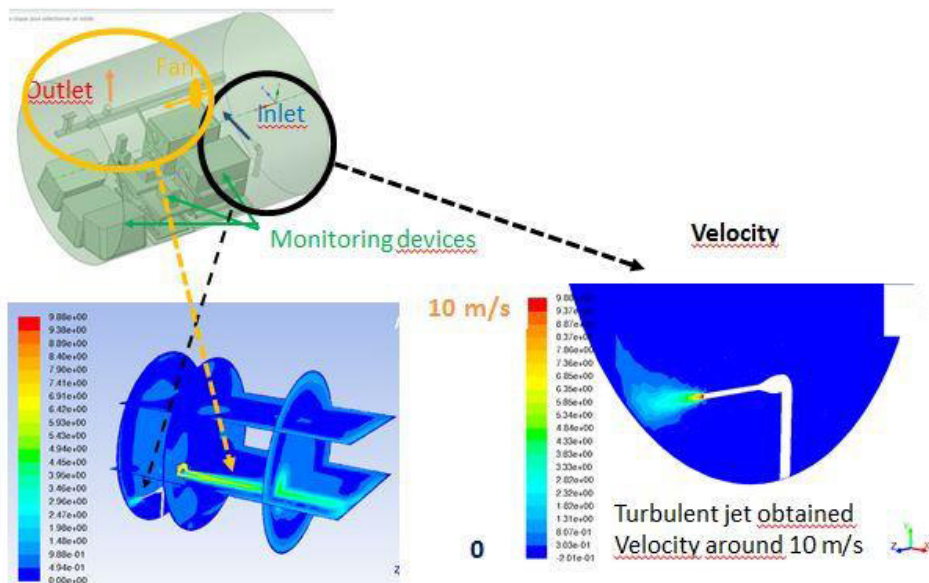 Outlet
Fan
Inlet
Monitoring devices
Velocity
10 m/s
0
9.88e+00
9.38e+00
8.89e+00
8.40e+00
7.90e+00
7.41e+00
6.91e+00
6.42e+00
5.93e+00
5.43e+00
4.94e+00
4.45e+00
3.95e+00
3.46e+00
2.96e+00
2.47e+00
1.98e+00
1.48e+00
9.88e-01
4.94e-01
0.00e+00
Z
9.37e+00
8.87e+00
8.37e+00
7.86e+00
7.36e+00
6.85e+00
6.35e+00
5.85e+00
5.34e+00
4.84e+00
4.33e+00
3.83e+00
3.33e+00
2.82e+00
2.32e+00
1.82e+00
1.31e+00
8.07e-01
3.03e-01
-2.01e-01
Turbulent jet obtained
Velocity around 10 m/s
Y
Z
X